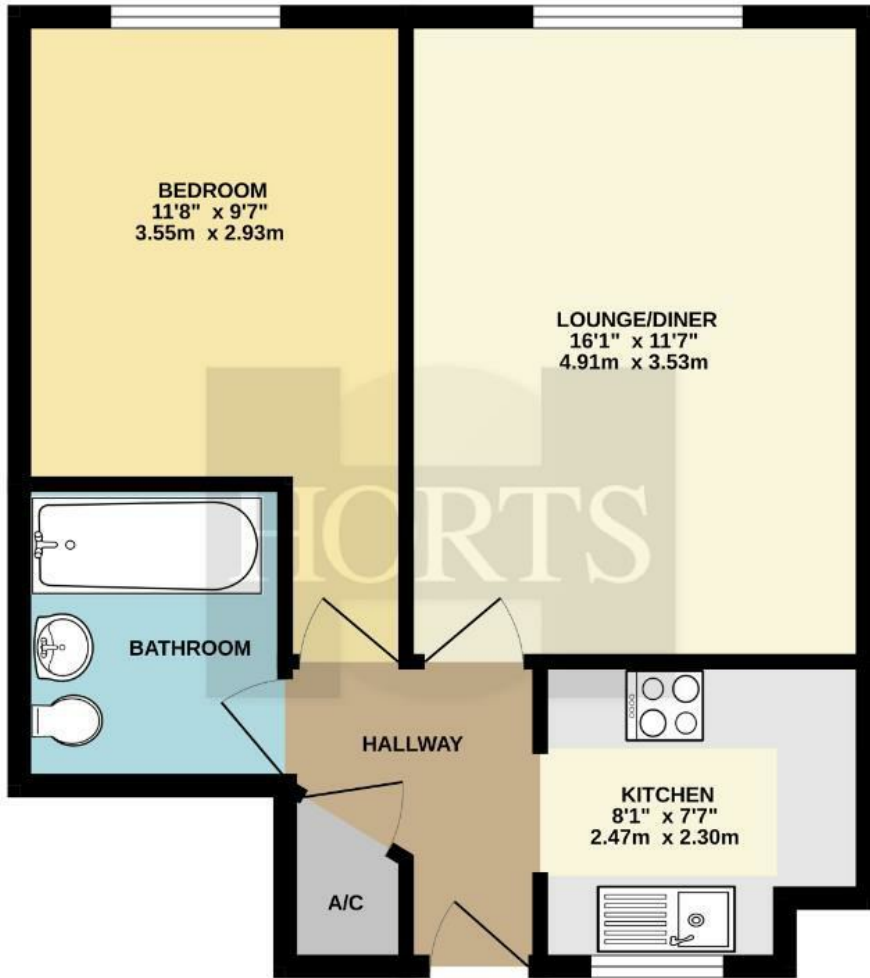 BEDROOM
11'8" x 9'7"
3.55m x 2.93m
LOUNGE/DINER
16'1" x 11'7"
4.91m x 3.53m
HORTS
BATHROOM
HALLWAY
KITCHEN
8'1" x 7'7"
2.47m x 2.30m
A/C